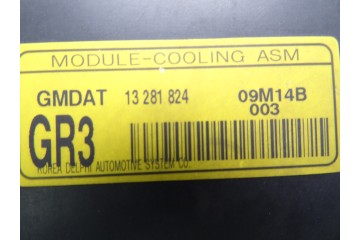 MODULE-COOLING ASM
GMDAT 13 281 824 09M14B
003
GR3
KOREA DELPHI AUTOMOTIVE SYSTEM CO.